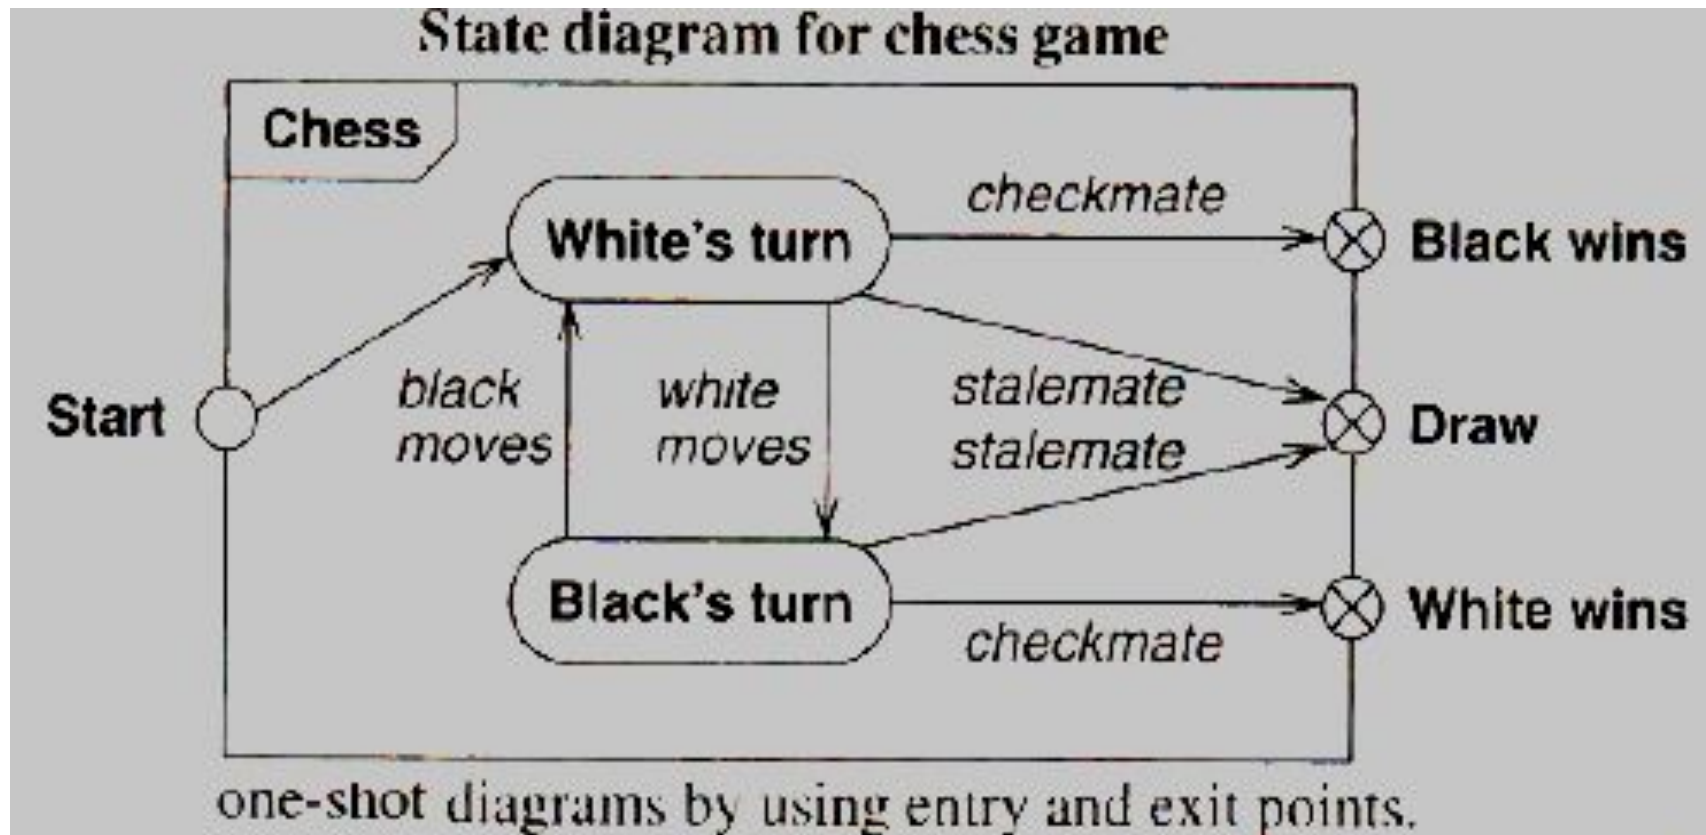 State diagram for chess game
Chess
checkmate
White's turn
Black wins
black
moves
white
moves
stalemate
stalemate
Start
Draw
Black's turn
White wins
checkmate
one-shot diagrams by using entry and exit points.